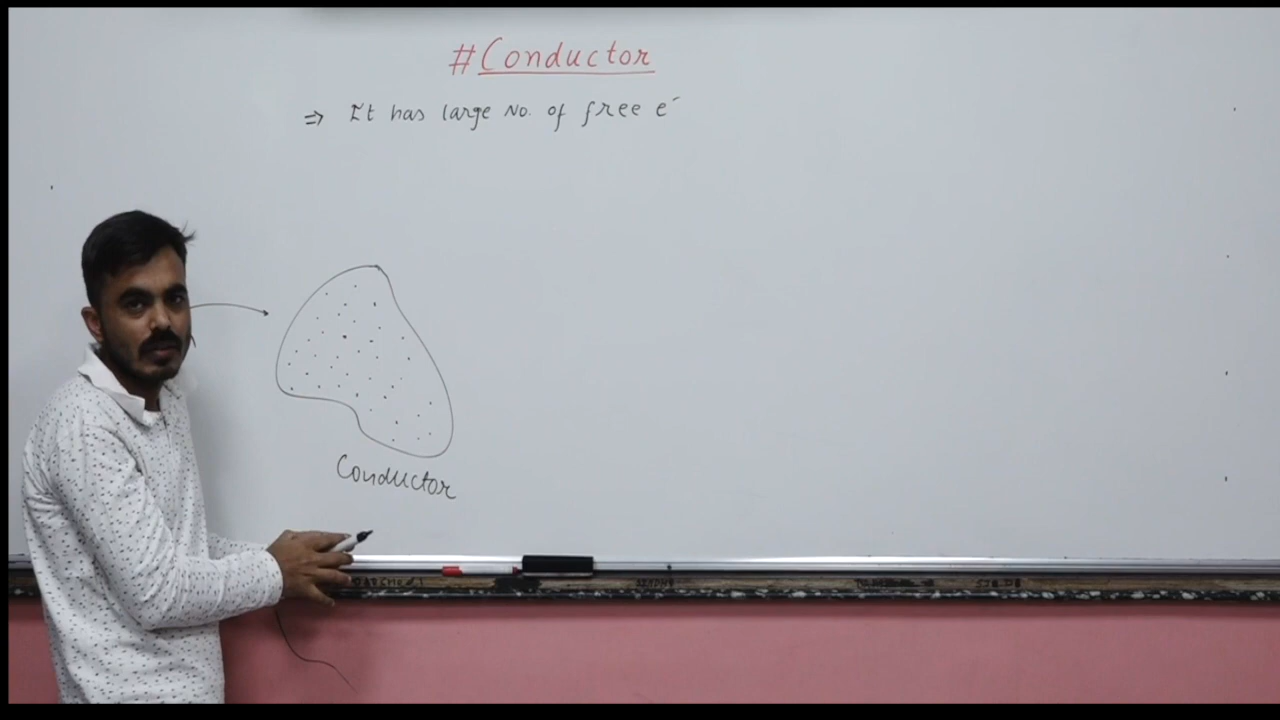 #Conductor
⇒ It has large No. of free e⁻
Conductor